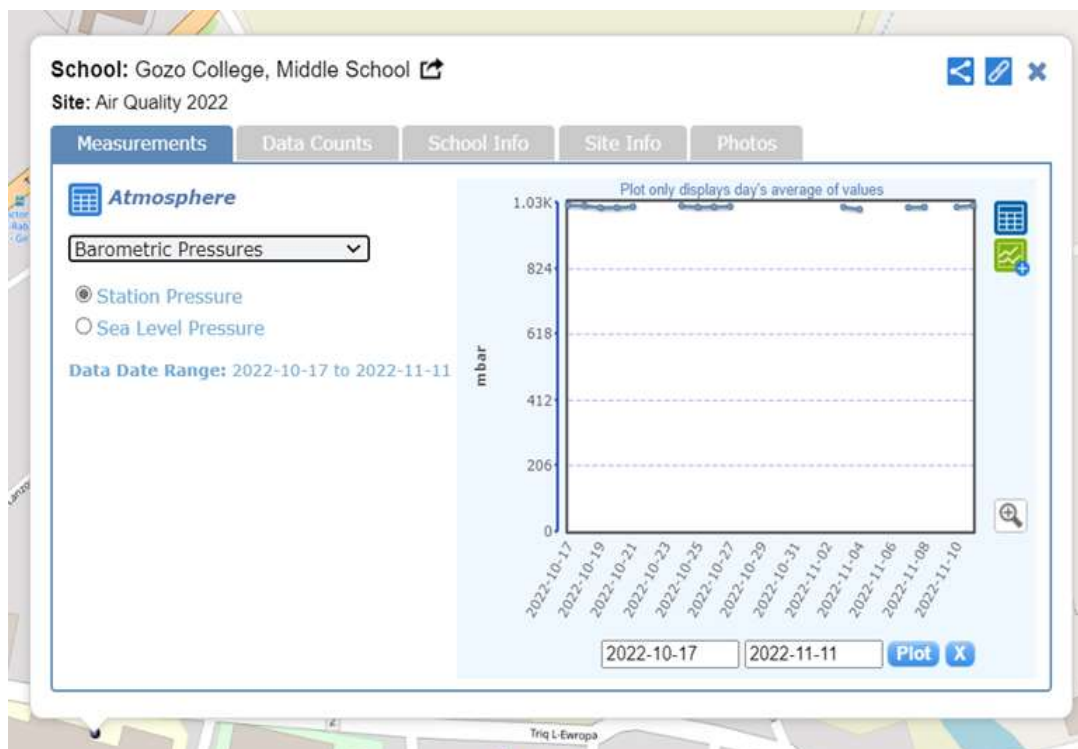 School: Gozo College, Middle School
Site: Air Quality 2022
Measurements
Data Counts
School Info
Site Info
Photos
Atmosphere
Barometric Pressures
Station Pressure
Sea Level Pressure
Data Date Range: 2022-10-17 to 2022-11-11
Plot only displays day's average of values
1.03K
824
618
412
206
0
mbar
2022-10-17
2022-10-19
2022-10-21
2022-10-23
2022-10-25
2022-10-27
2022-10-29
2022-10-31
2022-11-02
2022-11-04
2022-11-06
2022-11-08
2022-11-10
2022-10-17
2022-11-11
Plot
X
Triq L-Ewropa